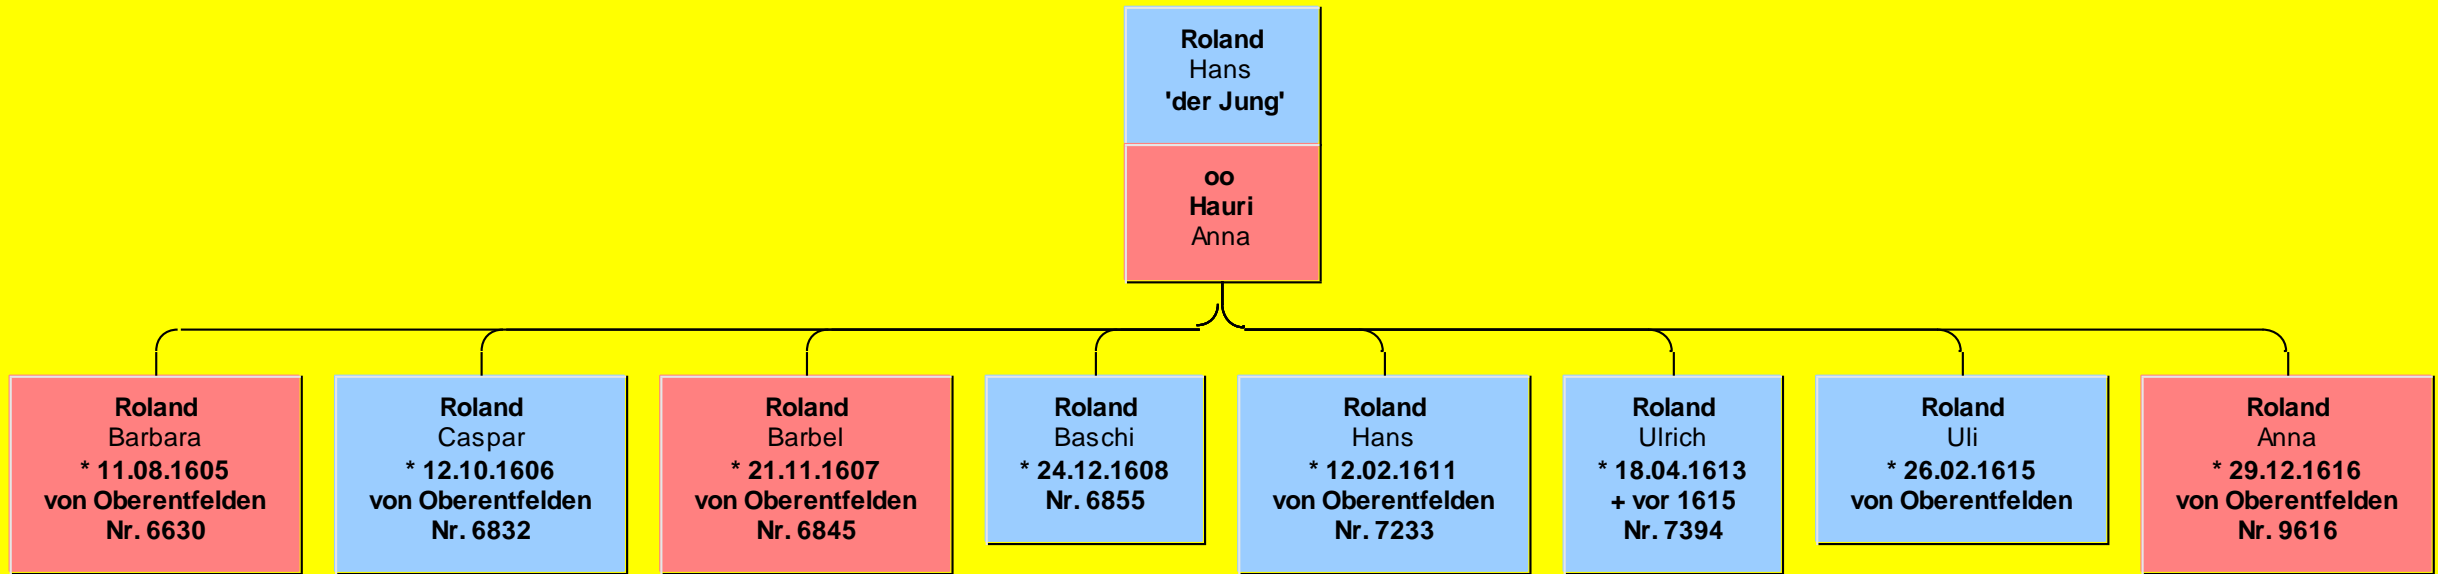 Roland
Hans
'der Jung'
oo
Hauri
Anna
Roland
Barbara
* 11.08.1605
von Oberentfelden
Nr. 6630
Roland
Caspar
* 12.10.1606
von Oberentfelden
Nr. 6832
Roland
Barbel
* 21.11.1607
von Oberentfelden
Nr. 6845
Roland
Baschi
* 24.12.1608
Nr. 6855
Roland
Hans
* 12.02.1611
von Oberentfelden
Nr. 7233
Roland
Ulrich
* 18.04.1613
+ vor 1615
Nr. 7394
Roland
Uli
* 26.02.1615
von Oberentfelden
Roland
Anna
* 29.12.1616
von Oberentfelden
Nr. 9616